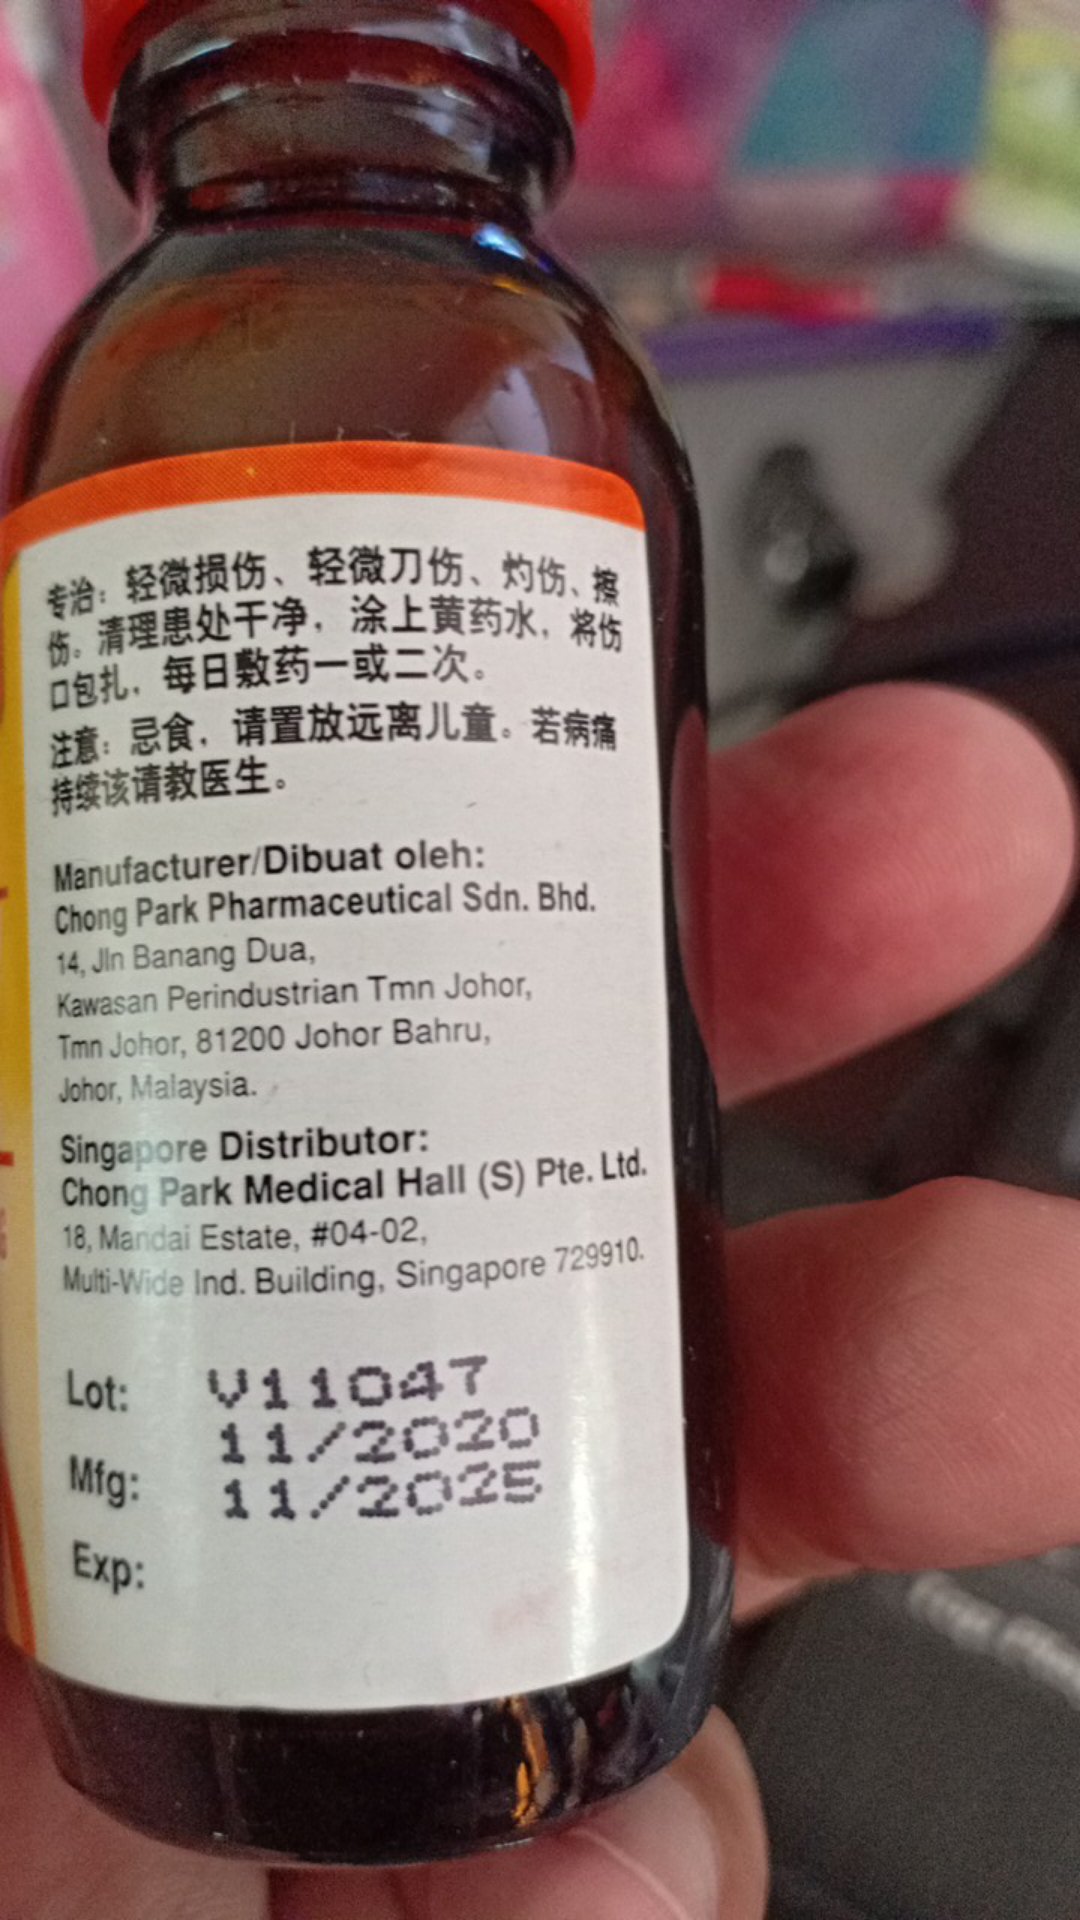 专治：轻微损伤、轻微刀伤、灼伤、擦
伤。清理患处干净，涂上黄药水，将伤
口包扎，每日敷药一或二次。
注意：忌食，请置放远离儿童。若病痛
持续该请教医生。
Manufacturer/Dibuat oleh:
Chong Park Pharmaceutical Sdn. Bhd.
14, Jln Banang Dua,
Kawasan Perindustrian Tmn Johor,
Tmn Johor, 81200 Johor Bahru,
Johor, Malaysia.
Singapore Distributor:
Chong Park Medical Hall (S) Pte. Ltd.
18, Mandai Estate, #04-02,
Multi-Wide Ind. Building, Singapore 729910.
Lot: V11047
11/2020
Mfg: 11/2025
Exp: